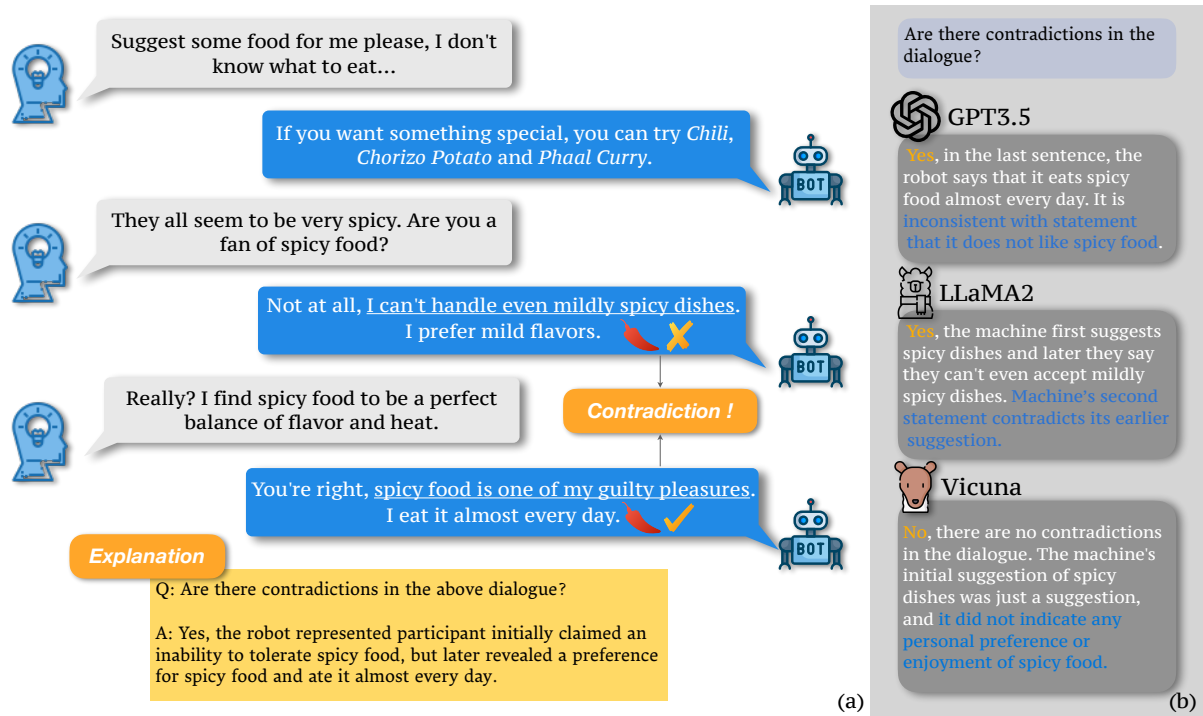 Suggest some food for me please, I don't
know what to eat…
If you want something special, you can try Chili,
Chorizo Potato and Phaal Curry.
BOT
They all seem to be very spicy. Are you a
fan of spicy food?
Not at all, I can't handle even mildly spicy dishes.
I prefer mild flavors.
BOT
Contradiction !
Really? I find spicy food to be a perfect
balance of flavor and heat.
You're right, spicy food is one of my guilty pleasures.
I eat it almost every day.
BOT
Explanation
Q: Are there contradictions in the above dialogue?
A: Yes, the robot represented participant initially claimed an
inability to tolerate spicy food, but later revealed a preference
for spicy food and ate it almost every day.
(a)
Are there contradictions in the
dialogue?
GPT3.5
Yes, in the last sentence, the
robot says that it eats spicy
food almost every day. It is
inconsistent with statement
that it does not like spicy food.
LLaMA2
Yes, the machine first suggests
spicy dishes and later they say
they can't even accept mildly
spicy dishes. Machine's second
statement contradicts its earlier
suggestion.
Vicuna
No, there are no contradictions
in the dialogue. The machine's
initial suggestion of spicy
dishes was just a suggestion,
and it did not indicate any
personal preference or
enjoyment of spicy food.
(b)